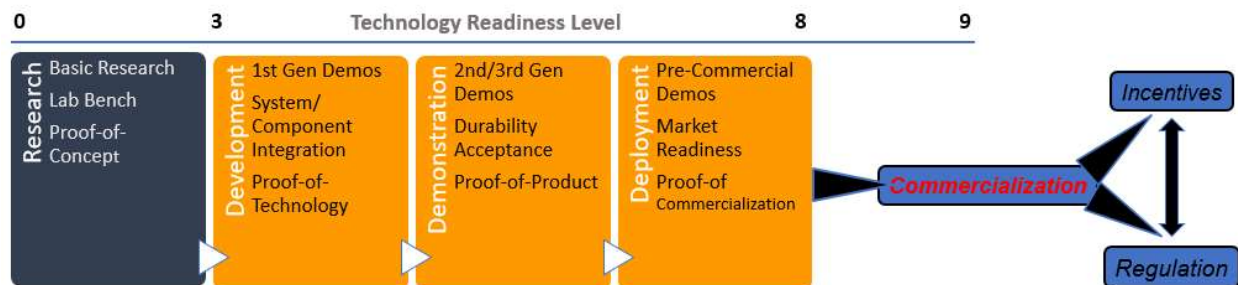 0 3 Technology Readiness Level 8 9
Research
Basic Research
Lab Bench
Proof-of-
Concept
Development
1st Gen Demos
System/
Component
Integration
Proof-of-
Technology
Demonstration
2nd/3rd Gen
Demos
Durability
Acceptance
Proof-of-Product
Deployment
Pre-Commercial
Demos
Market
Readiness
Proof-of
Commercialization
Commercialization
Incentives
Regulation